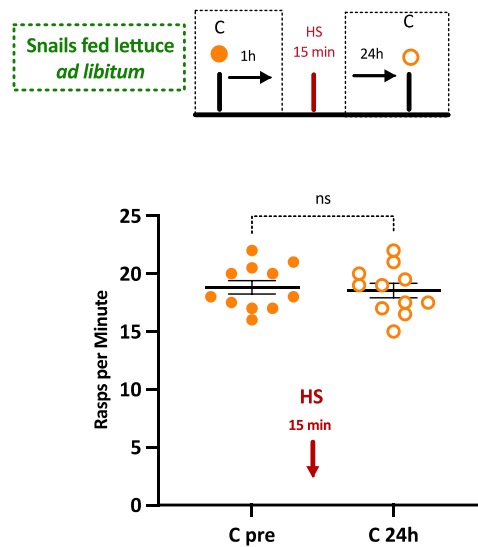 Snails fed lettuce
ad libitum
C
1h
HS
15 min
24h
C
ns
25
20
15
10
5
0
Rasps per Minute
HS
15 min
C pre
C 24h